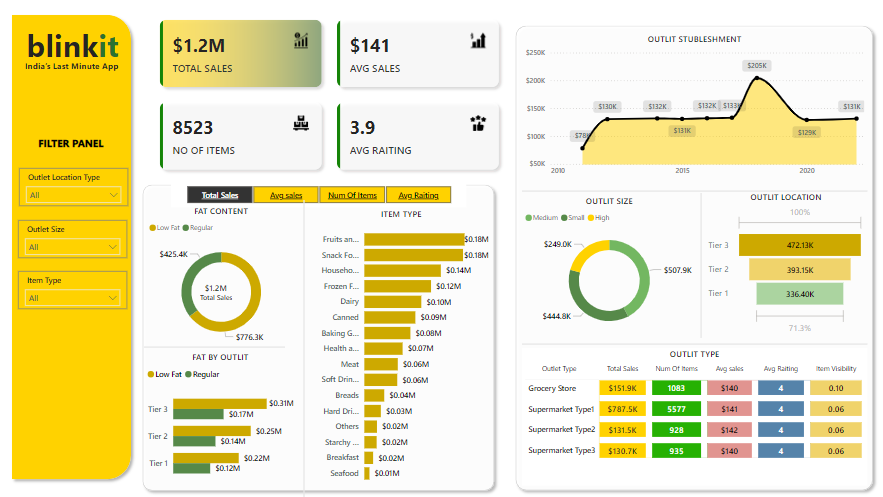 blinkit
India's Last Minute App
FILTER PANEL
Outlet Location Type
All
Outlet Size
All
Item Type
All
$1.2M
TOTAL SALES
$141
AVG SALES
8523
NO OF ITEMS
3.9
AVG RAITING
Total Sales
Avg sales
Num Of Items
Avg Raiting
FAT CONTENT
Low Fat
Regular
$425.4K
$1.2M
Total Sales
$776.3K
FAT BY OUTLIT
Low Fat
Regular
Tier 3
$0.31M
$0.17M
Tier 2
$0.25M
$0.14M
Tier 1
$0.22M
$0.12M
ITEM TYPE
Fruits an... $0.18M
Snack Fo... $0.18M
Househo... $0.14M
Frozen F... $0.12M
Dairy $0.10M
Canned $0.09M
Baking G... $0.08M
Health a... $0.07M
Meat $0.06M
Soft Drin... $0.06M
Breads $0.04M
Hard Dri... $0.03M
Others $0.02M
Starchy ... $0.02M
Breakfast $0.02M
Seafood $0.01M
OUTLIT STUBLESHMENT
$250K
$200K
$150K
$100K
$50K
$78K
$130K
$132K
$131K
$132K
$133K
$205K
$129K
$131K
2010
2015
2020
OUTLIT SIZE
Medium
Small
High
$249.0K
$507.9K
$444.8K
OUTLIT LOCATION
100%
Tier 3 472.13K
Tier 2 393.15K
Tier 1 336.40K
71.3%
OUTLIT TYPE
Outlet Type Total Sales Num Of Items Avg sales Avg Raiting Item Visibility
Grocery Store $151.9K 1083 $140 4 0.10
Supermarket Type1 $787.5K 5577 $141 4 0.06
Supermarket Type2 $131.5K 928 $142 4 0.06
Supermarket Type3 $130.7K 935 $140 4 0.06